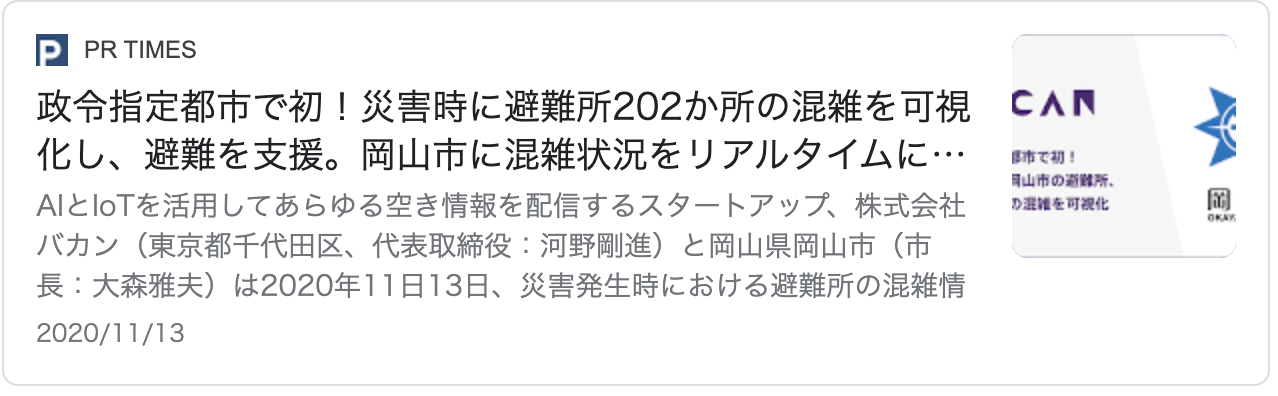 PR TIMES
政令指定都市で初！災害時に避難所202か所の混雑を可視
化し、避難を支援。岡山市に混雑状況をリアルタイムに…
AIとIoTを活用してあらゆる空き情報を配信するスタートアップ、株式会社
バカン（東京都千代田区、代表取締役：河野剛進）と岡山県岡山市（市
長：大森雅夫）は2020年11日13日、災害発生時における避難所の混雑情
2020/11/13
CAN
都市で初！
岡山市の避難所、
の混雑を可視化
岡
OKAY